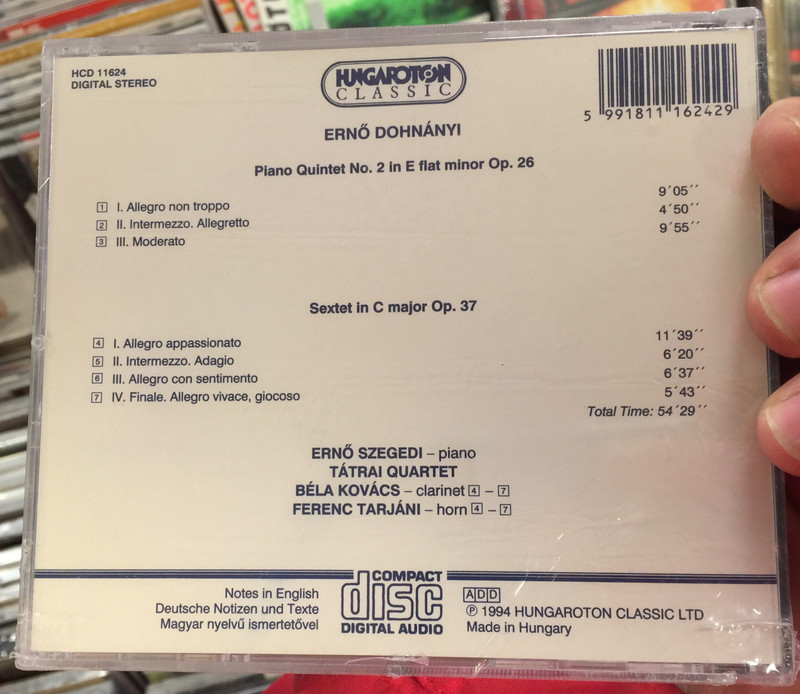 HCD 11624
DIGITAL STEREO
HUNGAROTON
CLASSIC
5 991811 162429
ERNŐ DOHNÁNYI
Piano Quintet No. 2 in E flat minor Op. 26
1 I. Allegro non troppo 9´05´´
2 II. Intermezzo. Allegretto 4´50´´
3 III. Moderato 9´55´´
Sextet in C major Op. 37
4 I. Allegro appassionato 11´39´´
5 II. Intermezzo. Adagio 6´20´´
6 III. Allegro con sentimento 6´37´´
7 IV. Finale. Allegro vivace, giocoso 5´43´´
Total Time: 54´29´´
ERNŐ SZEGEDI – piano
TÁTRAI QUARTET
BÉLA KOVÁCS – clarinet 4 – 7
FERENC TARJÁNI – horn 4 – 7
Notes in English
Deutsche Notizen und Texte
Magyar nyelvű ismertetővel
COMPACT
disc
DIGITAL AUDIO
ADD
℗ 1994 HUNGAROTON CLASSIC LTD
Made in Hungary